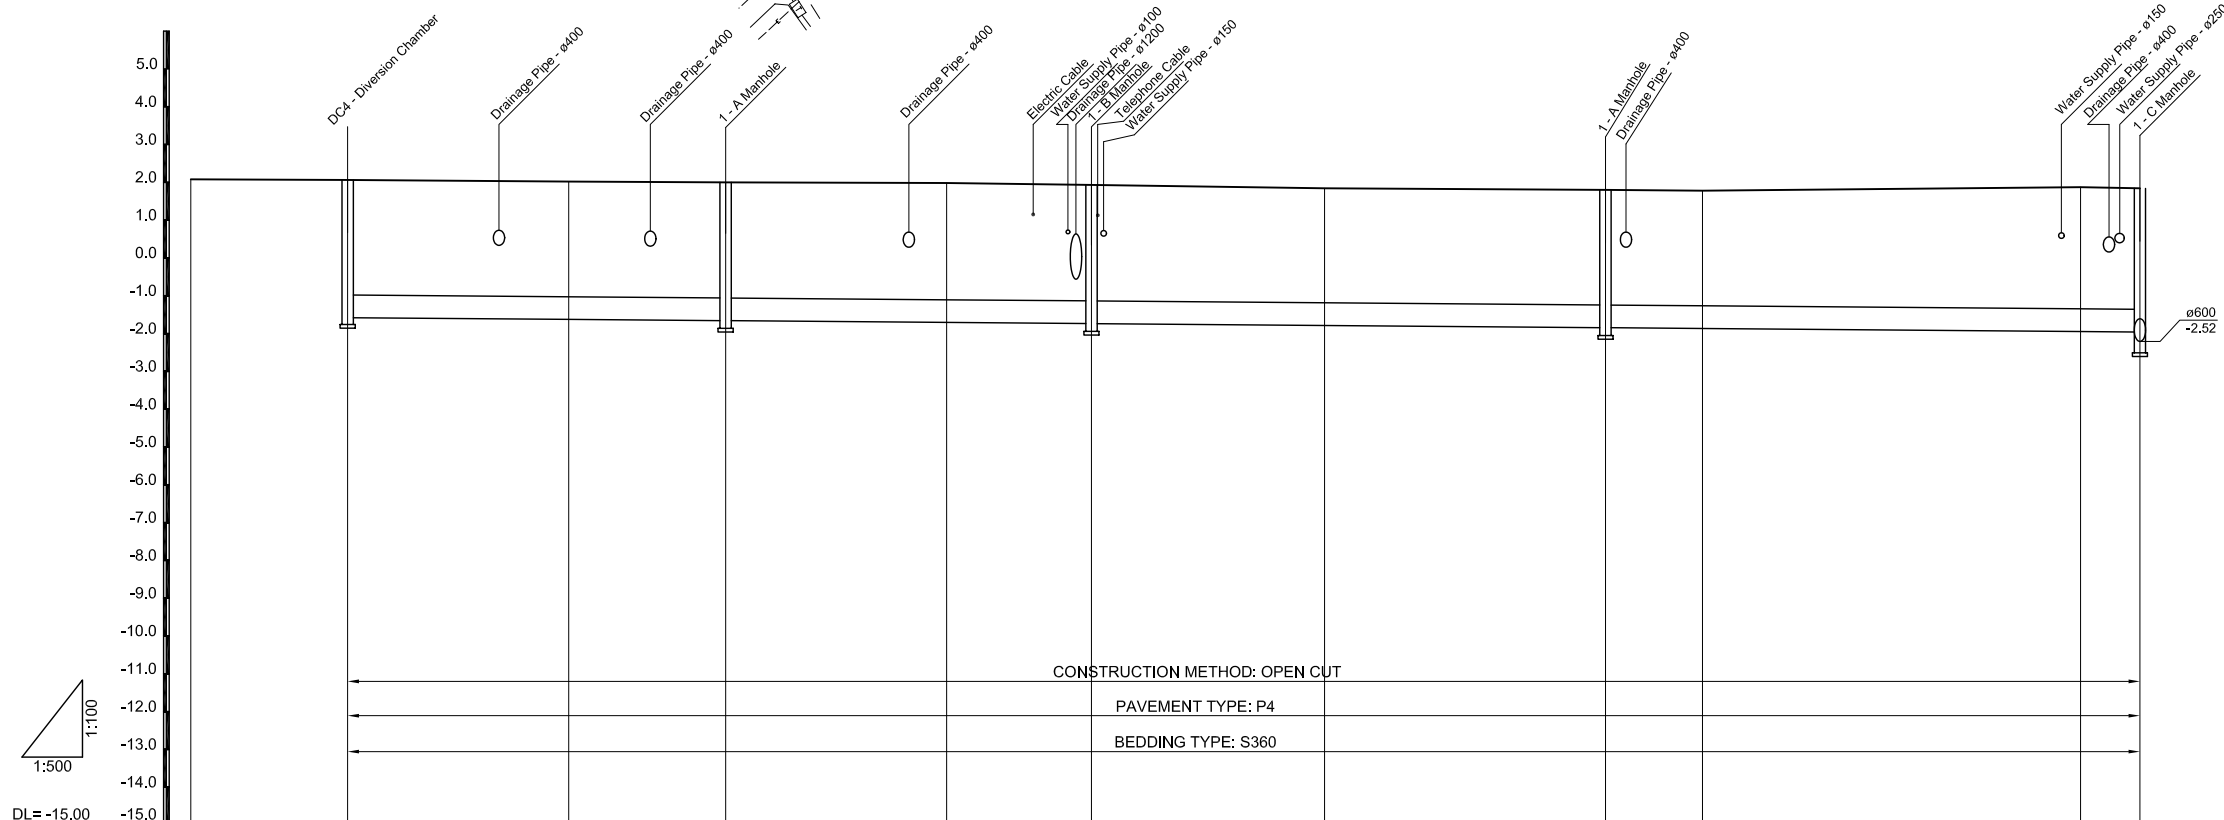 DC4 - Diversion Chamber
Drainage Pipe - ø400
Drainage Pipe - ø400
1 - A Manhole
Drainage Pipe - ø400
Electric Cable
Water Supply Pipe - ø100
Drainage Pipe - ø1200
1 - B Manhole
Telephone Cable
Water Supply Pipe - ø150
1 - A Manhole
Drainage Pipe - ø400
Water Supply Pipe - ø150
Drainage Pipe - ø400
Water Supply Pipe - ø250
1 - C Manhole
5.0
4.0
3.0
2.0
1.0
0.0
-1.0
-2.0
-3.0
-4.0
-5.0
-6.0
-7.0
-8.0
-9.0
-10.0
-11.0
-12.0
-13.0
-14.0
-15.0
ø600
-2.52
CONSTRUCTION METHOD: OPEN CUT
PAVEMENT TYPE: P4
BEDDING TYPE: S360
1:100
1:500
DL= -15.00